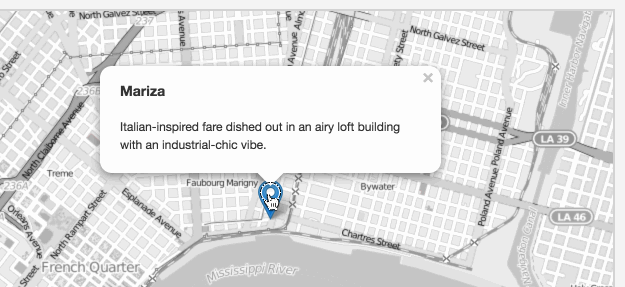 North Galvez Street
North Galvez Street
Mariza
×
Italian-inspired fare dished out in an airy loft building
with an industrial-chic vibe.
LA 39
North Claiborne Avenue
Poland Avenue
Poland Avenue
Treme
236A
Faubourg Marigny
Bywater
Esplanade Avenue
North Rampart Street
Orleans Avenue
LA 46
Chartres Street
French Quarter
Mississippi River